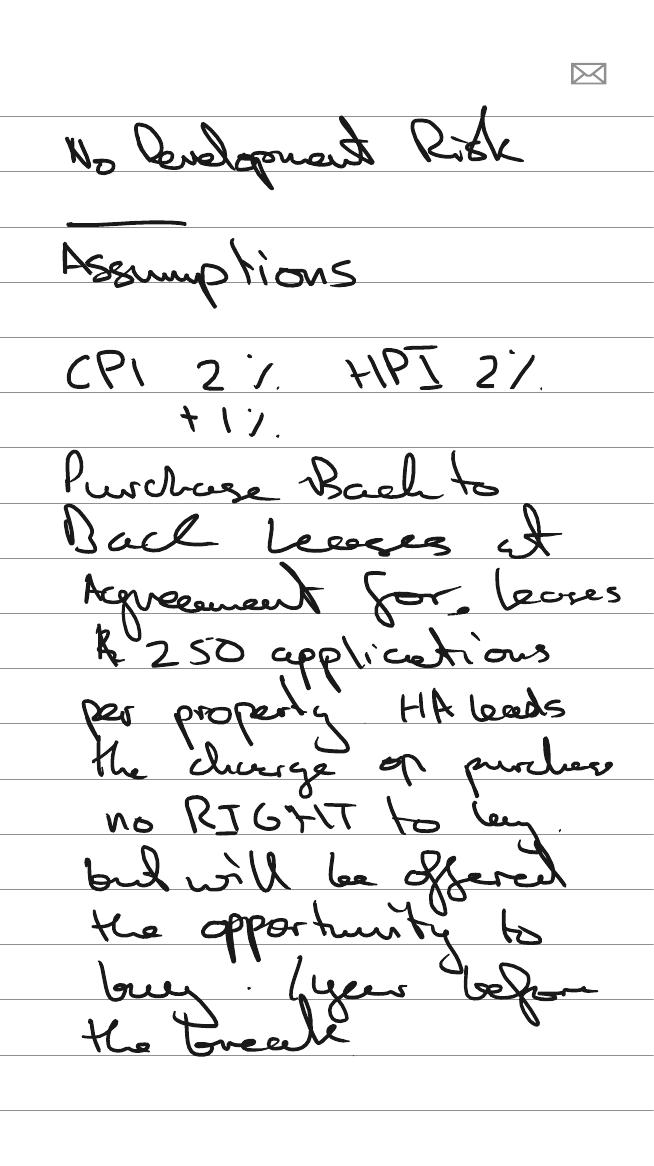 No Development Risk
Assumptions
CPI 2% HPI 2%
+1%
Purchase Back to
Back leases at
Agreement for. leases
250 applications
per property HA leads
the charge on purchase
no RIGHT to buy.
but will be offered
the opportunity to
buy. 1 year before
the break